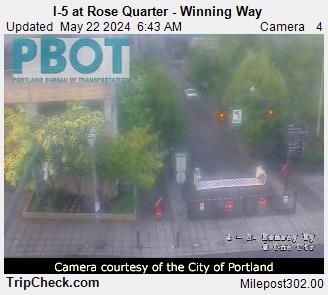 I-5 at Rose Quarter - Winning Way
Updated May 22 2024 6:43 AM Camera 4
PBOT
PORTLAND BUREAU OF TRANSPORTATION
Camera courtesy of the City of Portland
TripCheck.com Milepost302.00